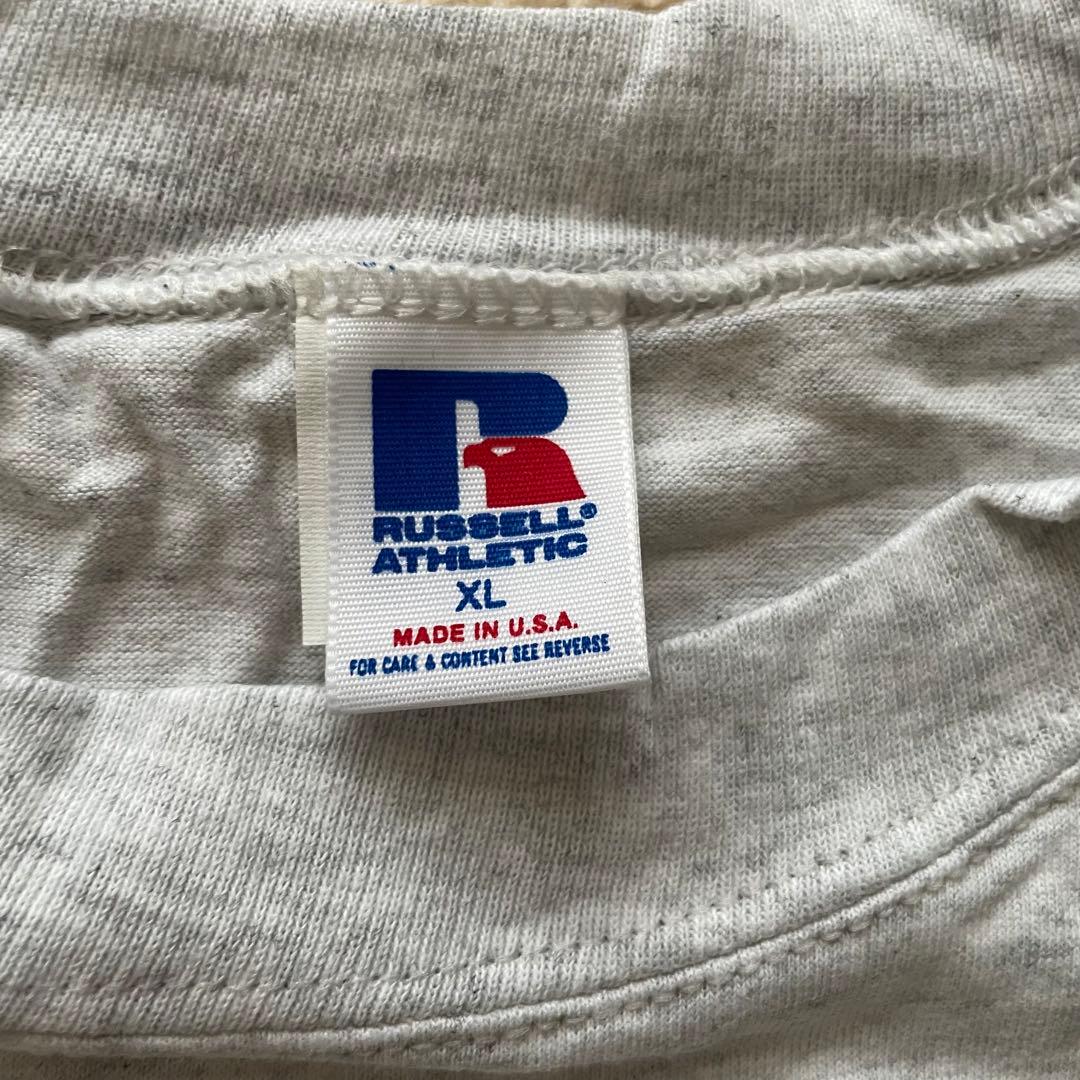 RUSSELL®
ATHLETIC
XL
MADE IN U.S.A.
FOR CARE & CONTENT SEE REVERSE